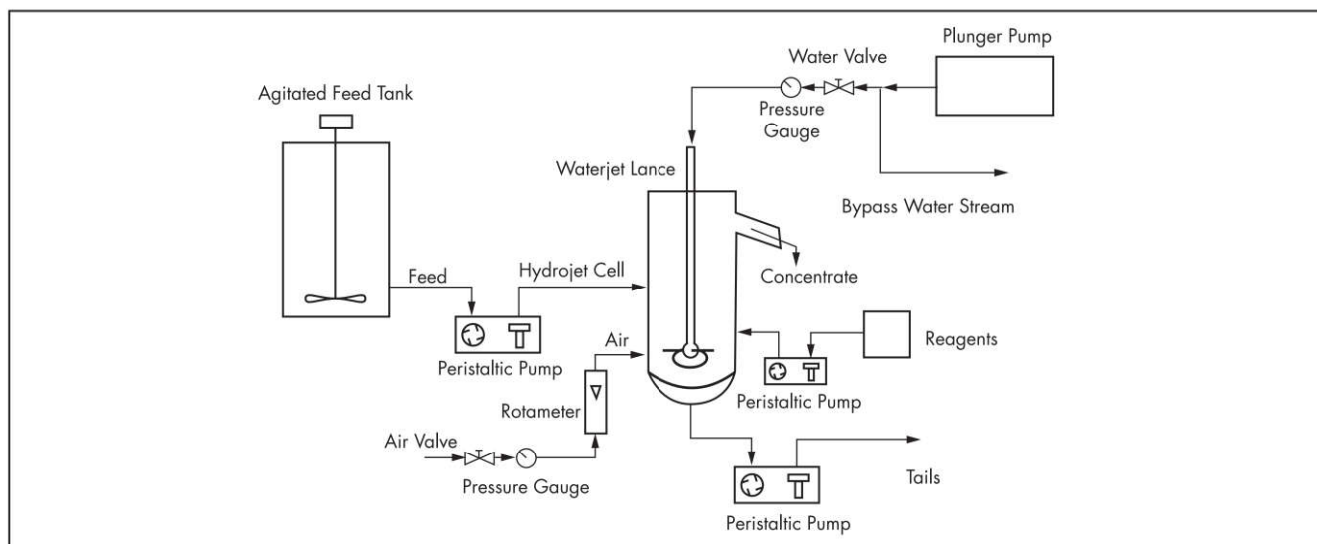 Plunger Pump
Water Valve
Agitated Feed Tank
Pressure
Gauge
Waterjet Lance
Bypass Water Stream
Feed
Hydrojet Cell
Concentrate
Air
Reagents
Peristaltic Pump
Peristaltic Pump
Rotameter
Air Valve
Pressure Gauge
Tails
Peristaltic Pump